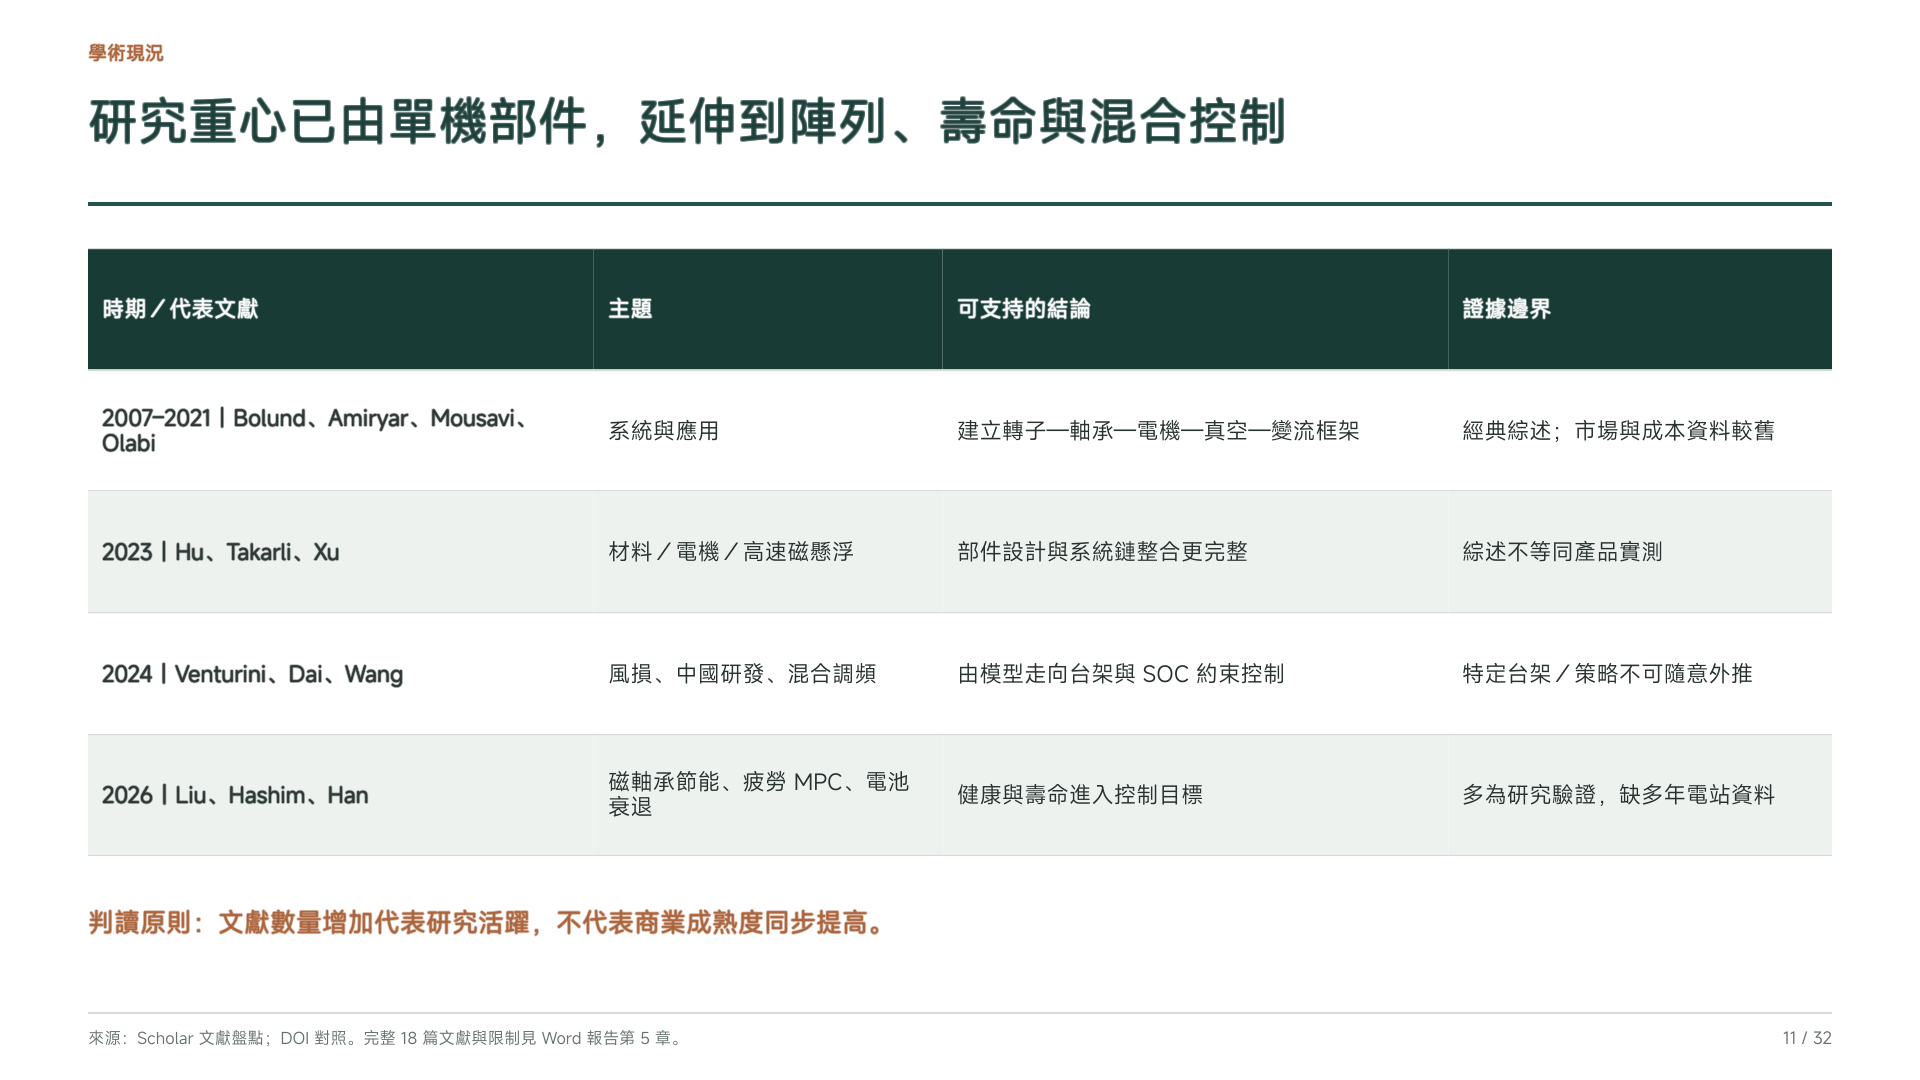 學術現況
研究重心已由單機部件，延伸到陣列、壽命與混合控制
時期／代表文獻
主題
可支持的結論
證據邊界
2007–2021｜Bolund、Amiryar、Mousavi、
Olabi
系統與應用
建立轉子—軸承—電機—真空—變流框架
經典綜述；市場與成本資料較舊
2023｜Hu、Takarli、Xu
材料／電機／高速磁懸浮
部件設計與系統鏈整合更完整
綜述不等同產品實測
2024｜Venturini、Dai、Wang
風損、中國研發、混合調頻
由模型走向台架與 SOC 約束控制
特定台架／策略不可隨意外推
2026｜Liu、Hashim、Han
磁軸承節能、疲勞 MPC、電池
衰退
健康與壽命進入控制目標
多為研究驗證，缺多年電站資料
判讀原則：文獻數量增加代表研究活躍，不代表商業成熟度同步提高。
來源：Scholar 文獻盤點；DOI 對照。完整 18 篇文獻與限制見 Word 報告第 5 章。
11 / 32